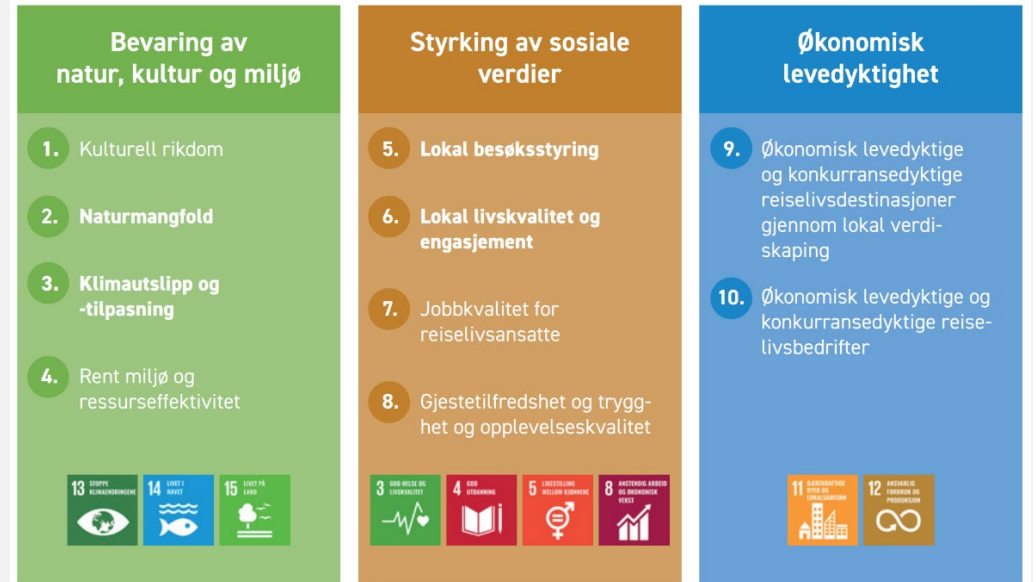 Bevaring av
natur, kultur og miljø
1. Kulturell rikdom
2. Naturmangfold
3. Klimautslipp og
-tilpasning
4. Rent miljø og
ressurseffektivitet
13 STOPPE
KLIMAENDRINGENE
14 LIVET I
HAVET
15 LIVET PÅ
LAND
Styrking av sosiale
verdier
5. Lokal besøksstyring
6. Lokal livskvalitet og
engasjement
7. Jobbkvalitet for
reiselivsansatte
8. Gjestetilfredshet og trygg-
het og opplevelseskvalitet
3 GOD HELSE OG
LIVSKVALITET
4 GOD
UTDANNING
5 LIKESTILLING
MELLOM KJØNNENE
8 ANSTENDIG ARBEID
OG ØKONOMISK
VEKST
Økonomisk
levedyktighet
9. Økonomisk levedyktige
og konkurransedyktige
reiselivsdestinasjoner
gjennom lokal verdi-
skaping
10. Økonomisk levedyktige og
konkurransedyktige reise-
livsbedrifter
11 BÆREKRAFTIGE
BYER OG
LOKALSAMFUNN
12 ANSVARLIG
FORBRUK OG
PRODUKSJON